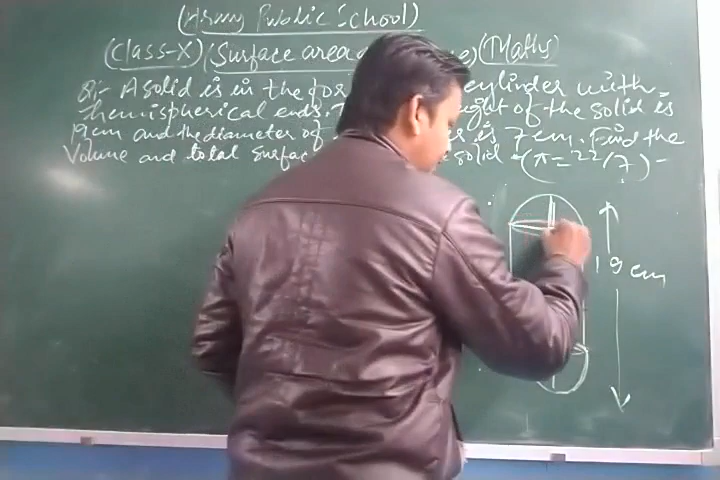 (Army Public School)
(Class-X) (Surface area (Maths)
Q:- A solid is in the for cylinder with
hemispherical ends. ght of the solid is
19cm and the diameter of is 7cm. Find the
Volume and total Surfac solid - (π = 22/7) -
19 cm